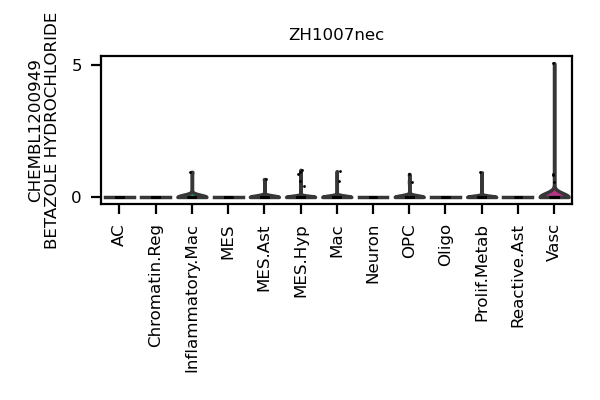 ZH1007nec
CHEMBL1200949
BETAZOLE HYDROCHLORIDE
5
0
AC
Chromatin.Reg
Inflammatory.Mac
MES
MES.Ast
MES.Hyp
Mac
Neuron
OPC
Oligo
Prolif.Metab
Reactive.Ast
Vasc